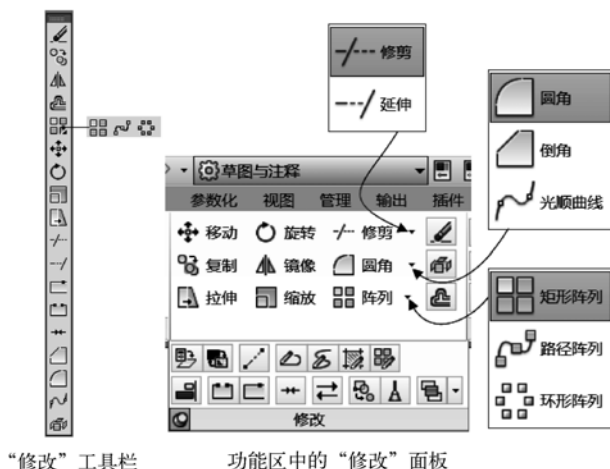 修剪
延伸
圆角
倒角
光顺曲线
草图与注释
参数化 视图 管理 输出 插件
移动 旋转 修剪
复制 镜像 圆角
拉伸 缩放 阵列
矩形阵列
路径阵列
环形阵列
修改
“修改”工具栏
功能区中的“修改”面板